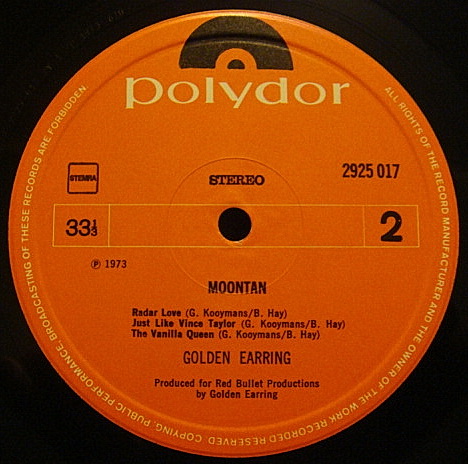 polydor
ALL RIGHTS OF THE RECORD MANUFACTURER AND THE OWNER OF THE WORK RECORDED RESERVED. COPYING, PUBLIC PERFORMANCE, BROADCASTING OF THESE RECORDS ARE FORBIDDEN.
STEMRA
STEREO
2925 017
33⅓
2
Ⓟ 1973
MOONTAN
Radar Love (G. Kooymans/B. Hay)
Just Like Vince Taylor (G. Kooymans/B. Hay)
The Vanilla Queen (G. Kooymans/B. Hay)
GOLDEN EARRING
Produced for Red Bullet Productions
by Golden Earring